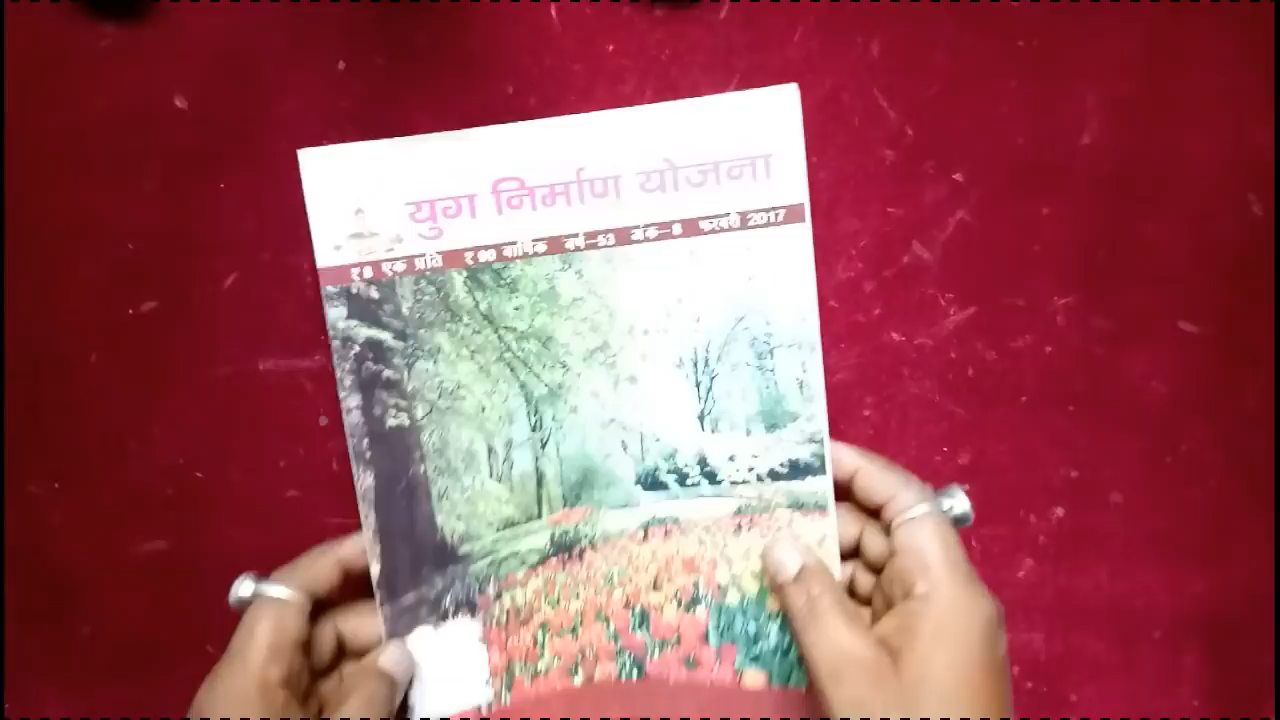 युग निर्माण योजना
₹8 एक प्रति ₹90 वार्षिक वर्ष–53 अंक–8 फरवरी 2017